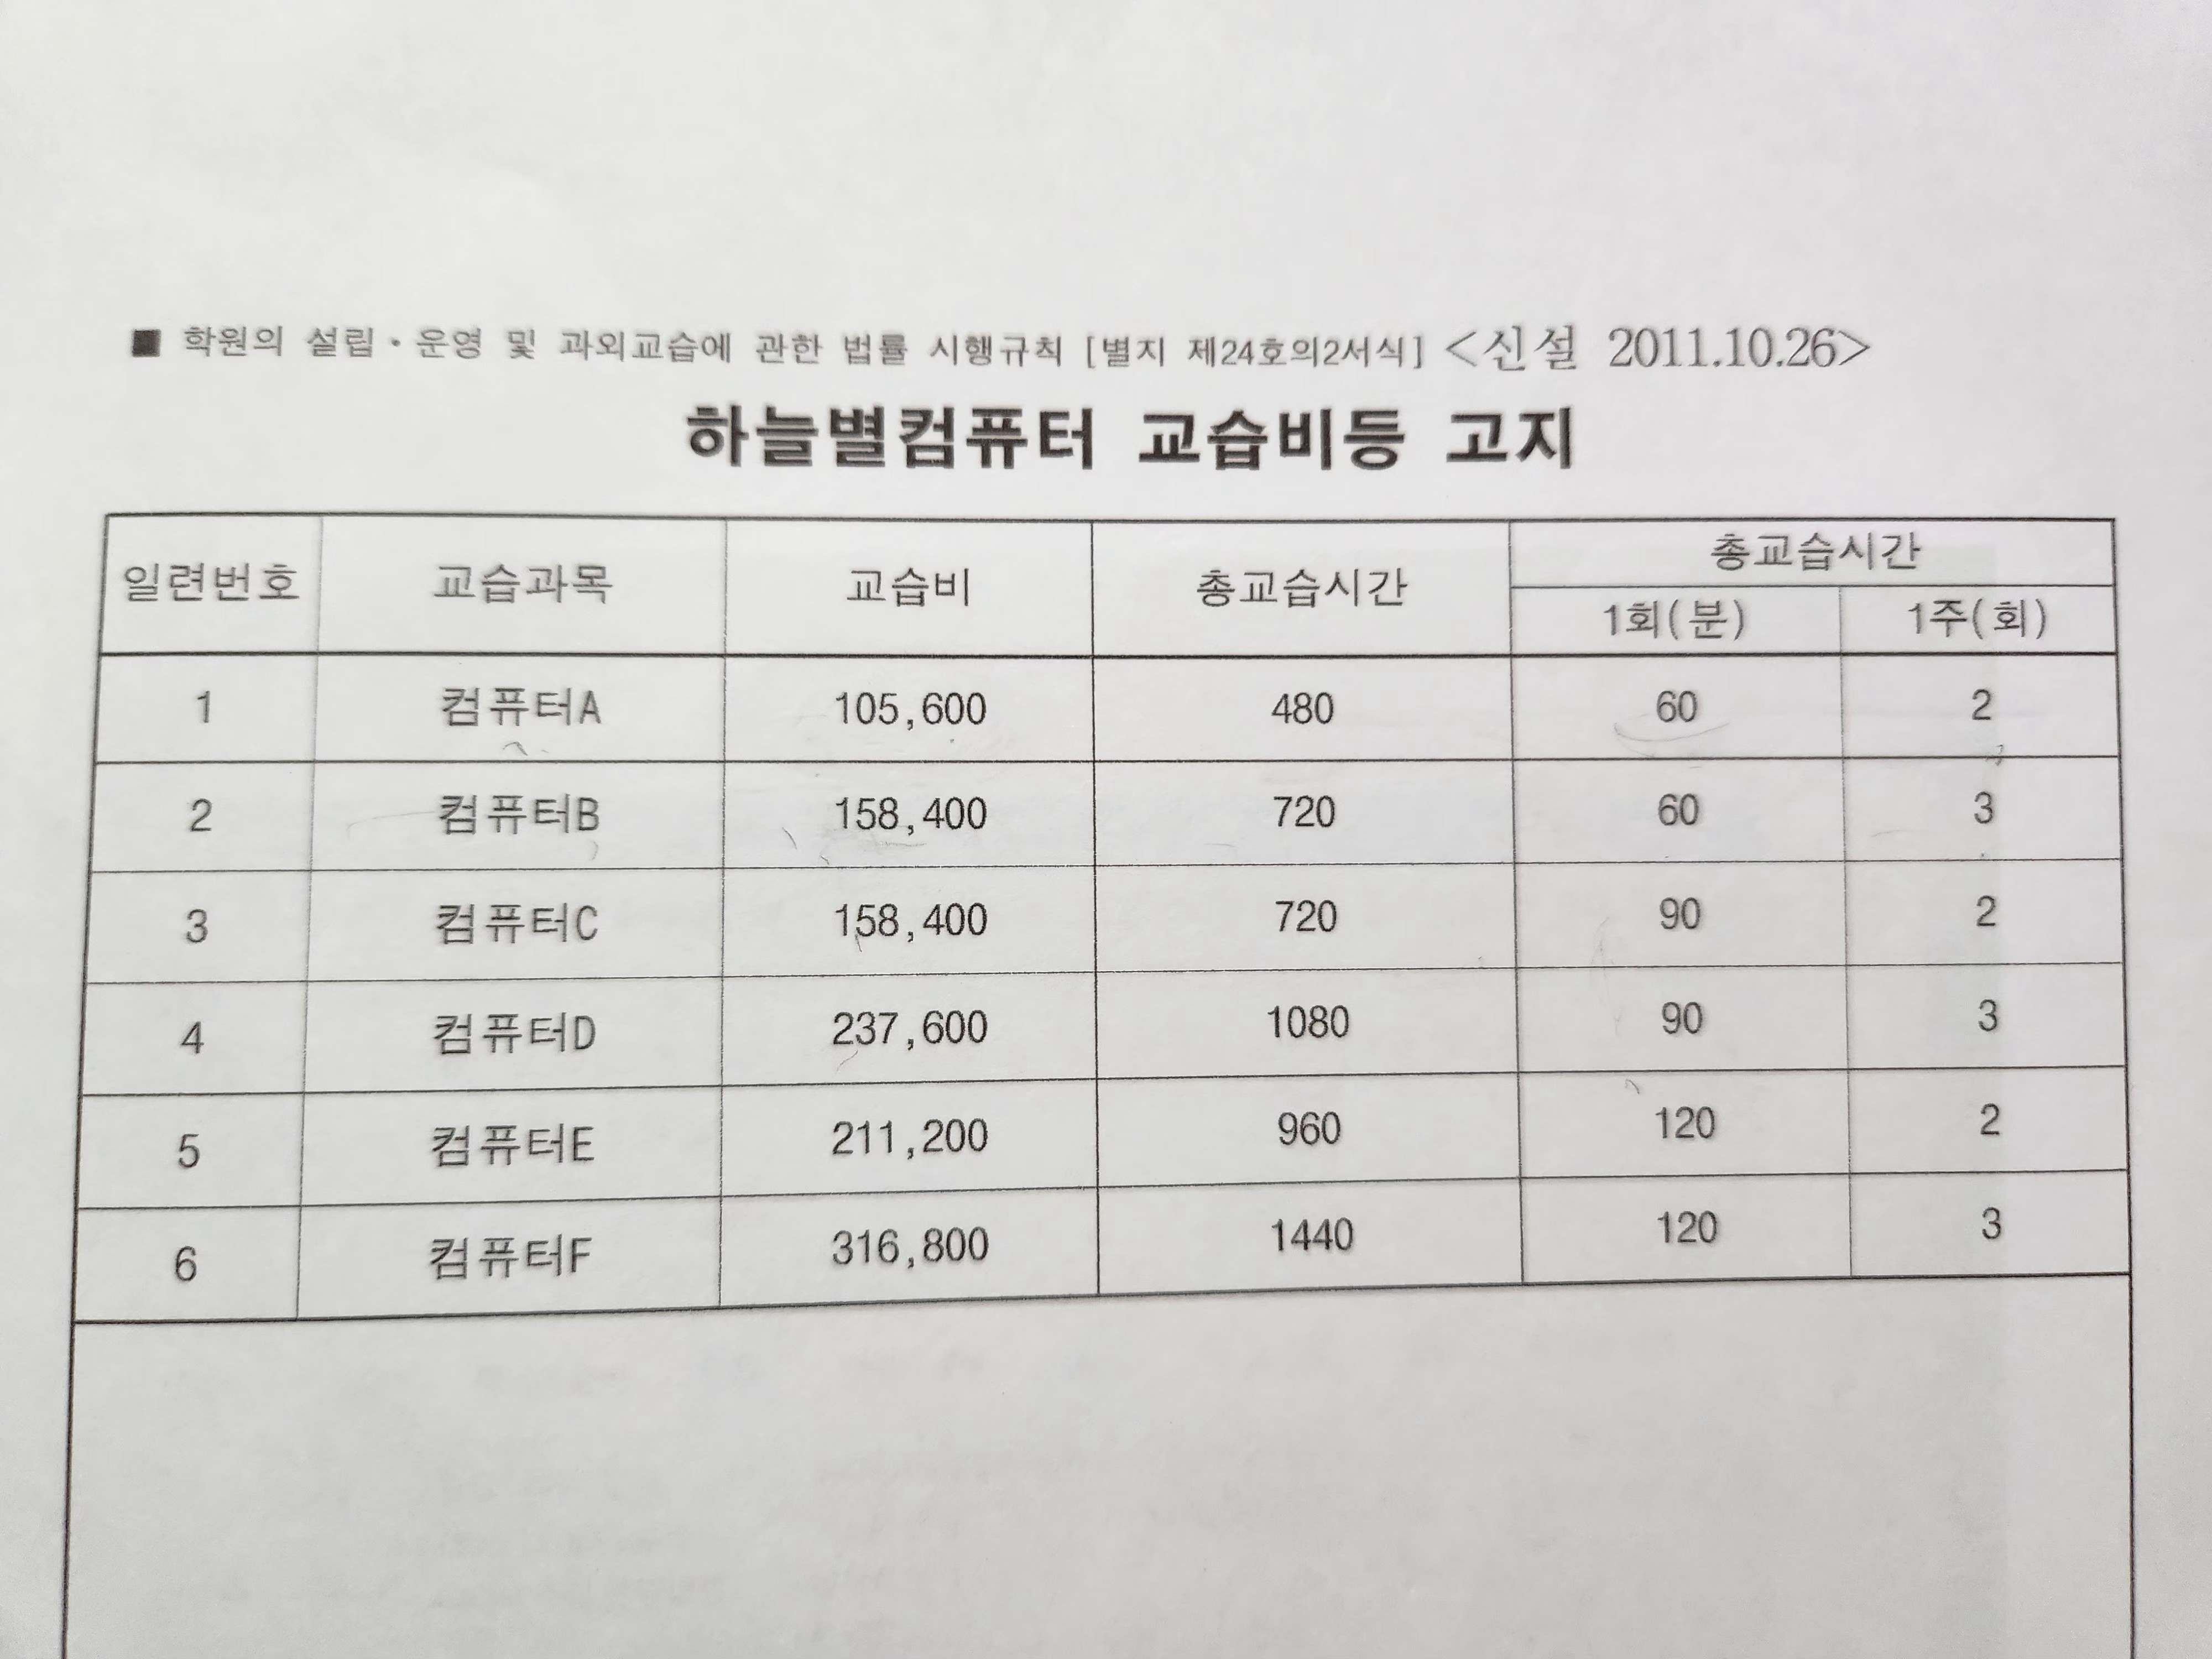 ■ 학원의 설립·운영 및 과외교습에 관한 법률 시행규칙 [별지 제24호의2서식] <신설 2011.10.26>
하늘별컴퓨터 교습비등 고지
일련번호 교습과목 교습비 총교습시간 총교습시간
1회(분) 1주(회)
1 컴퓨터A 105,600 480 60 2
2 컴퓨터B 158,400 720 60 3
3 컴퓨터C 158,400 720 90 2
4 컴퓨터D 237,600 1080 90 3
5 컴퓨터E 211,200 960 120 2
6 컴퓨터F 316,800 1440 120 3